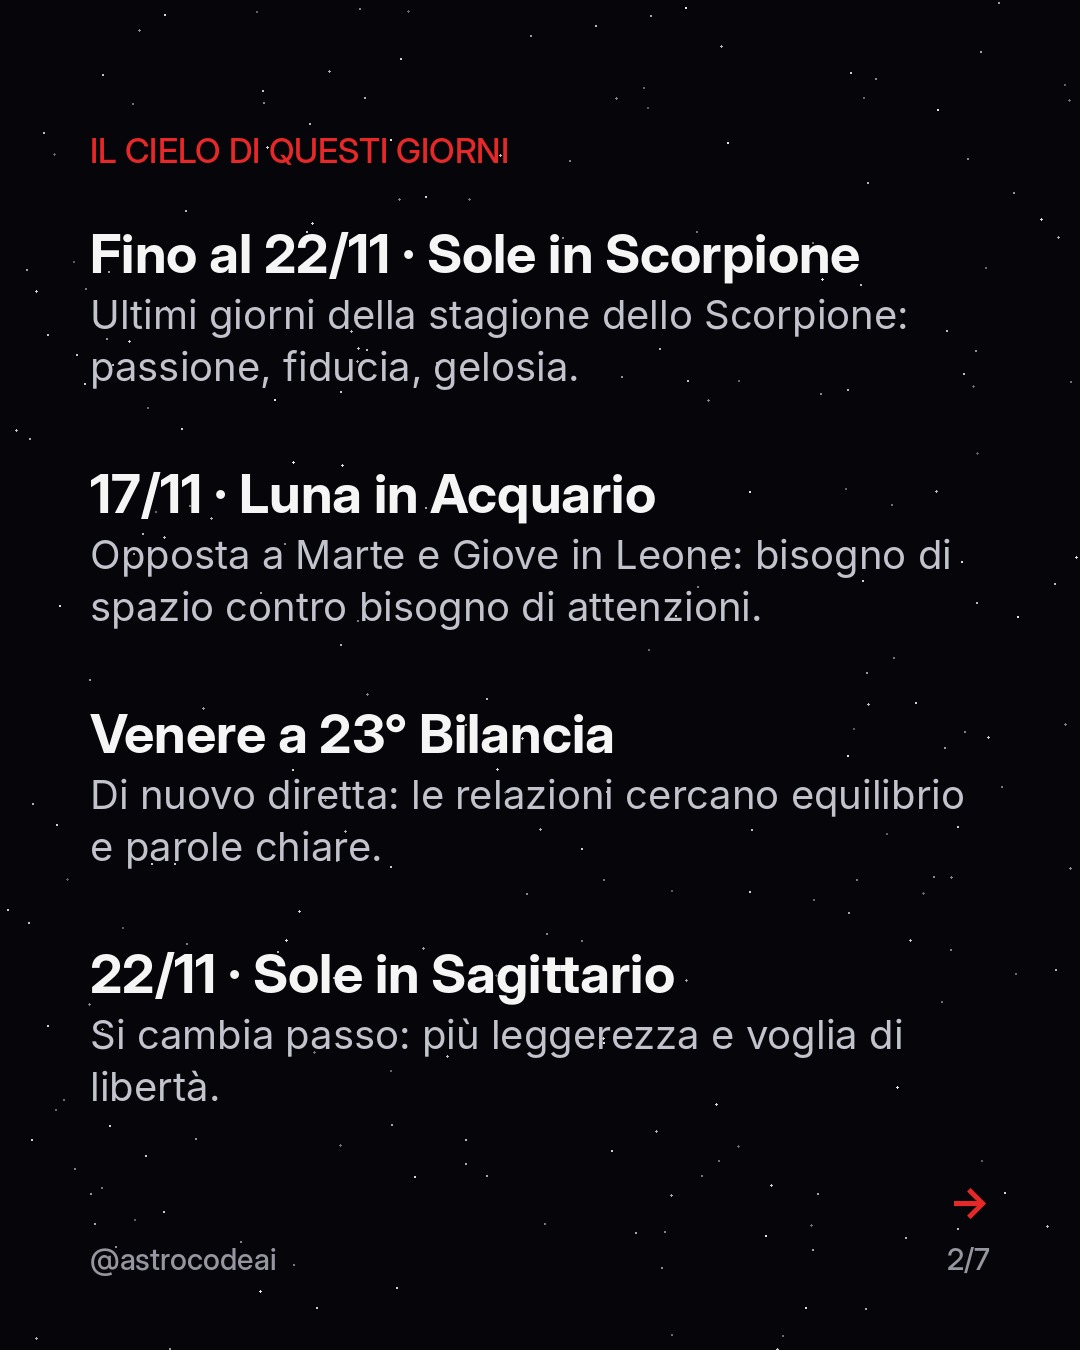 IL CIELO DI QUESTI GIORNI
Fino al 22/11 · Sole in Scorpione
Ultimi giorni della stagione dello Scorpione:
passione, fiducia, gelosia.
17/11 · Luna in Acquario
Opposta a Marte e Giove in Leone: bisogno di
spazio contro bisogno di attenzioni.
Venere a 23° Bilancia
Di nuovo diretta: le relazioni cercano equilibrio
e parole chiare.
22/11 · Sole in Sagittario
Si cambia passo: più leggerezza e voglia di
libertà.
→
@astrocodeai
2/7